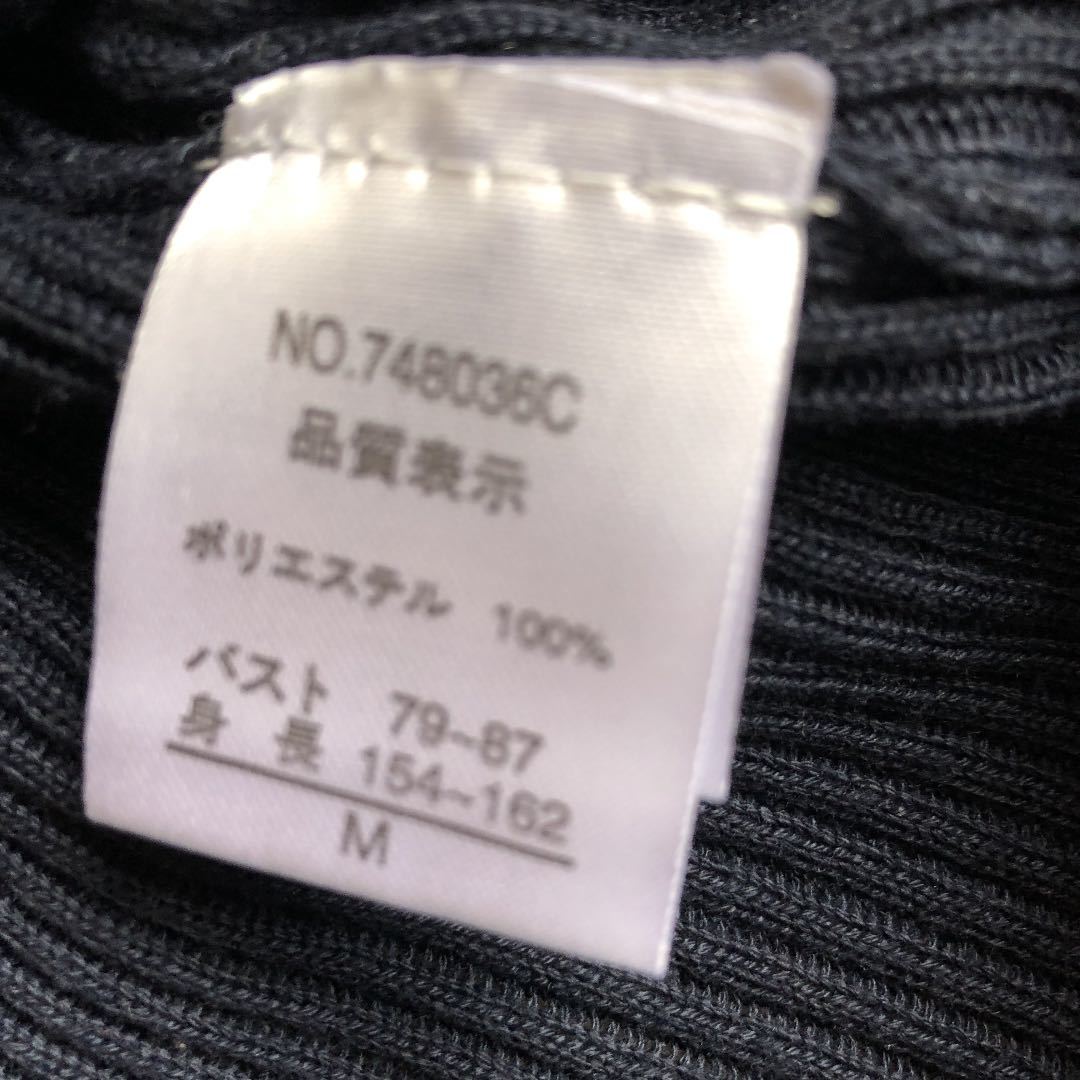 NO.748036C
品質表示
ポリエステル 100%
バスト 79~87
身長 154~162
M